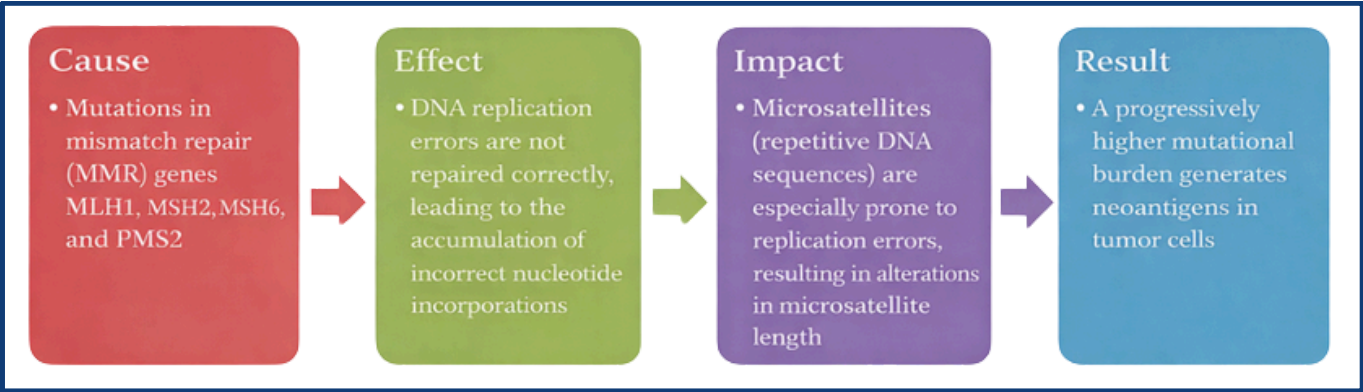 Cause
• Mutations in
mismatch repair
(MMR) genes
MLH1, MSH2, MSH6,
and PMS2
Effect
• DNA replication
errors are not
repaired correctly,
leading to the
accumulation of
incorrect nucleotide
incorporations
Impact
• Microsatellites
(repetitive DNA
sequences) are
especially prone to
replication errors,
resulting in alterations
in microsatellite
length
Result
• A progressively
higher mutational
burden generates
neoantigens in
tumor cells